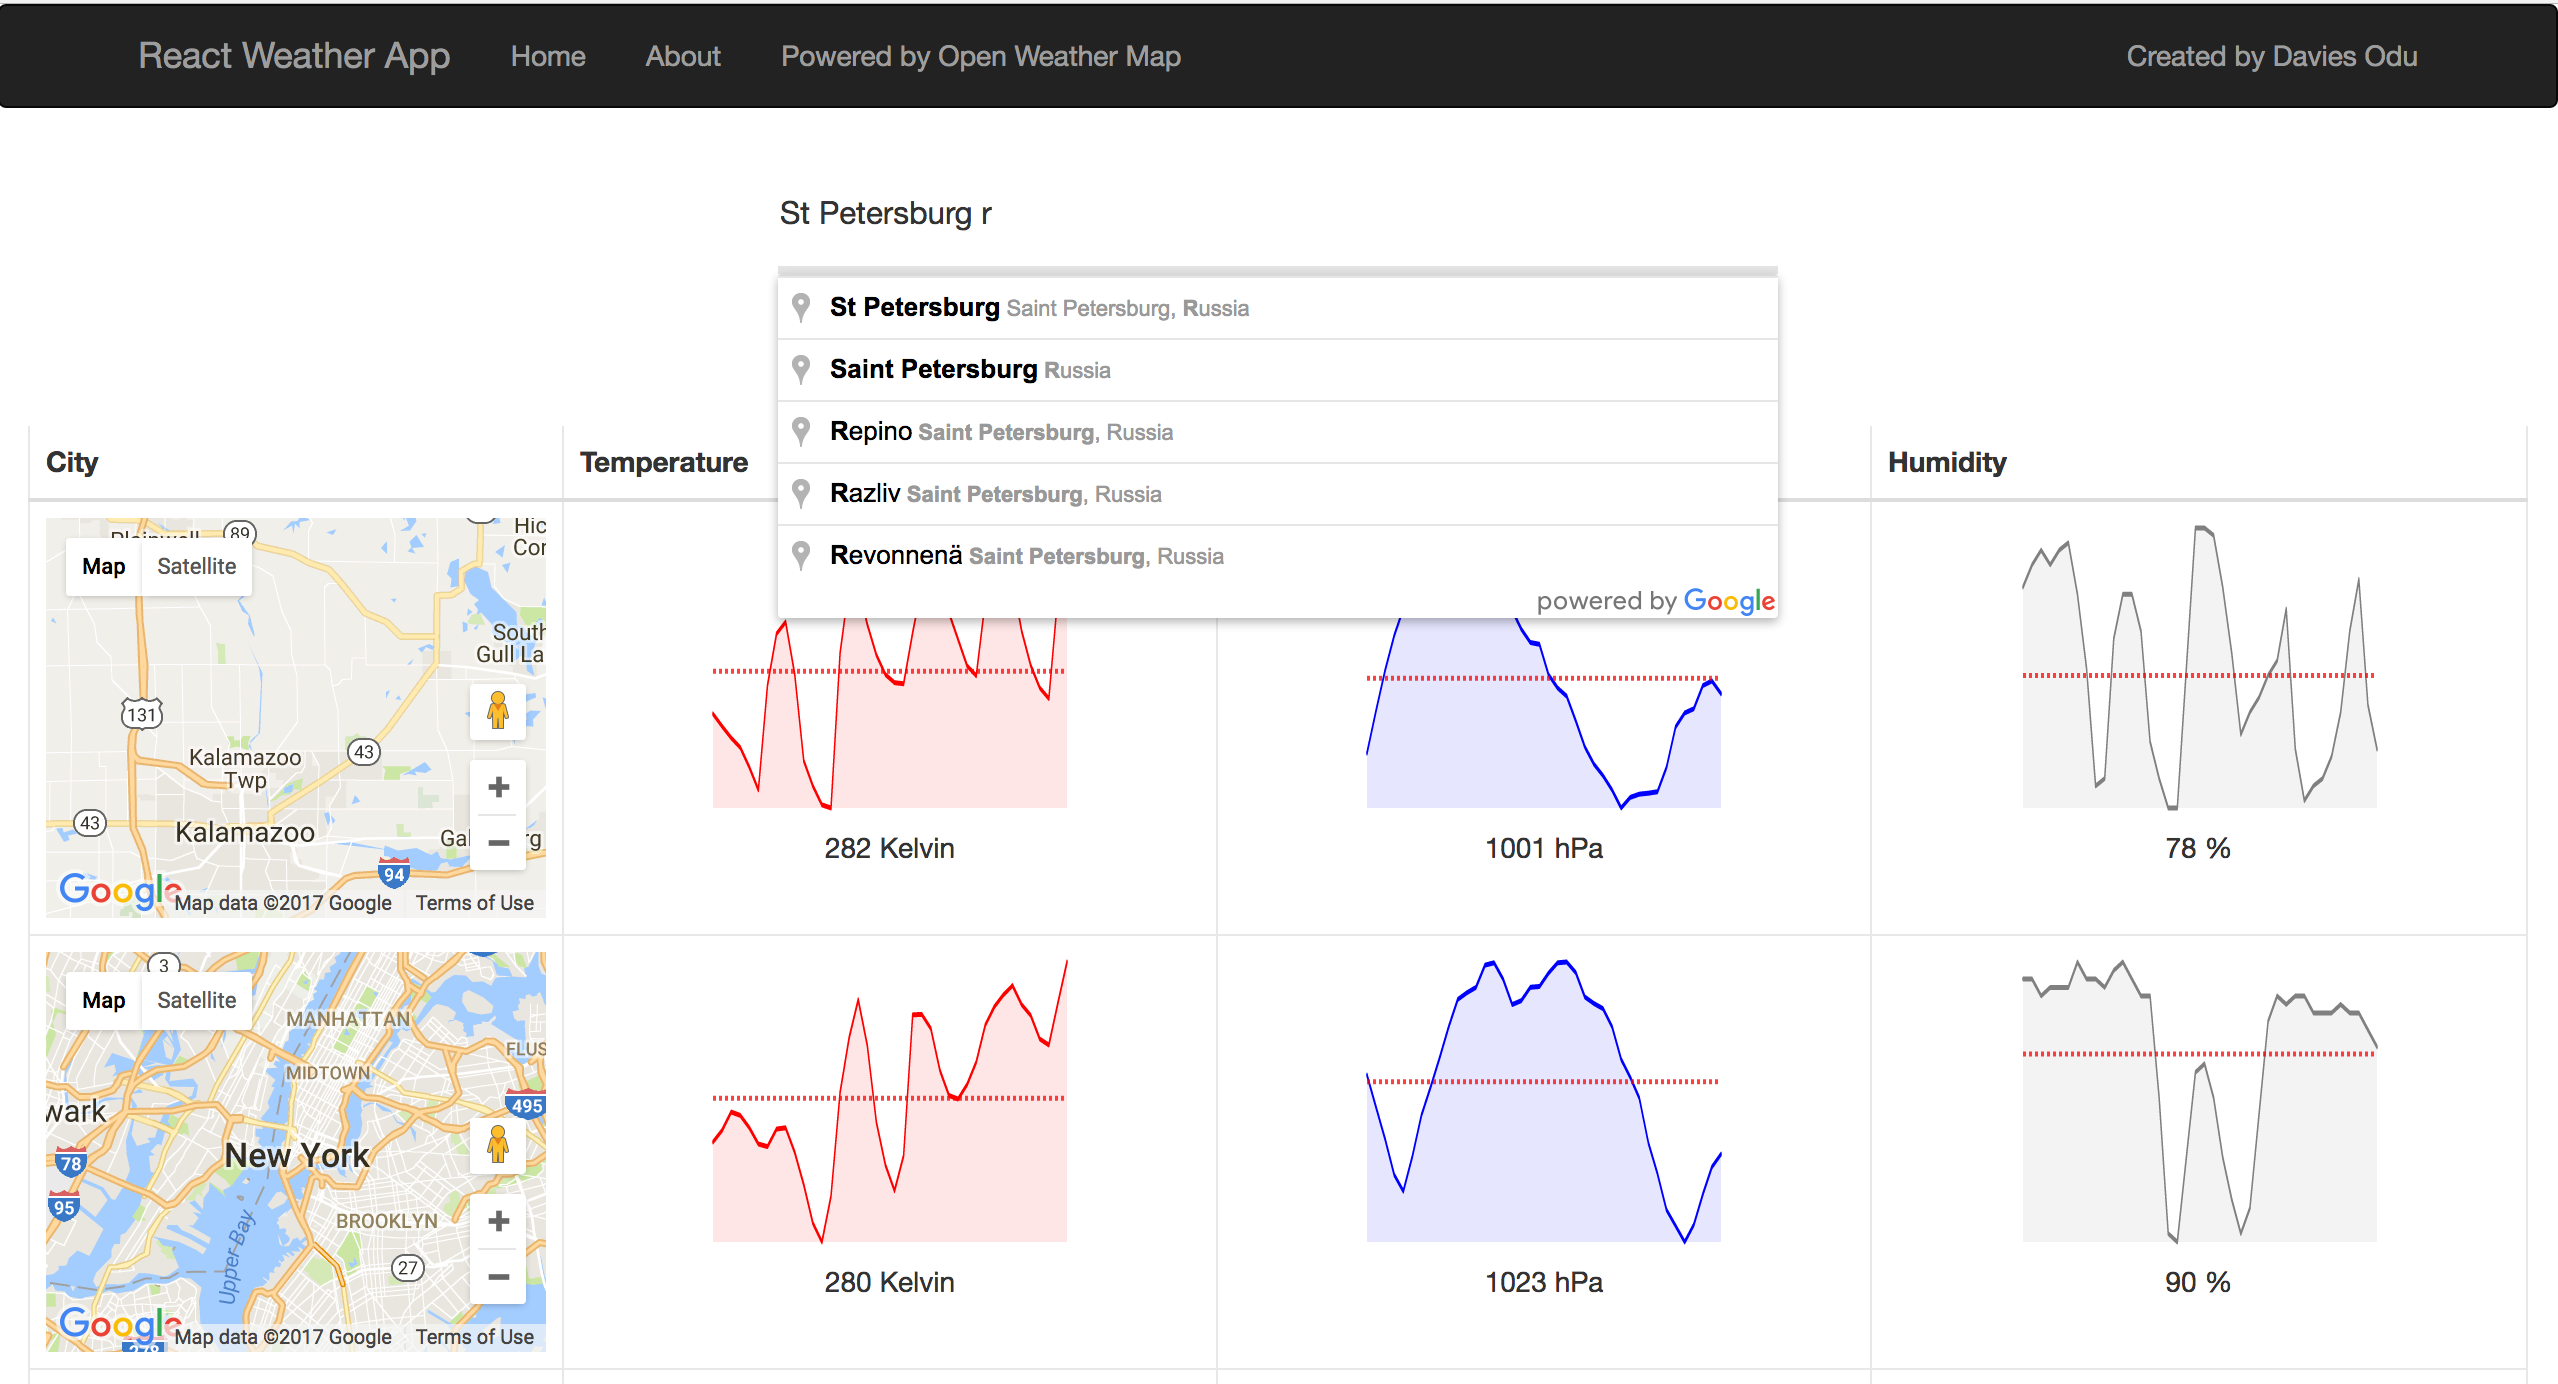 React Weather App Home About Powered by Open Weather Map Created by Davies Odu
St Petersburg r
St Petersburg Saint Petersburg, Russia
Saint Petersburg Russia
Repino Saint Petersburg, Russia
Razliv Saint Petersburg, Russia
Revonnenä Saint Petersburg, Russia
powered by Google
City Temperature Humidity
89
Hic
Cor
Map Satellite
South
Gull La
131
Kalamazoo
Twp
43
43
Kalamazoo
94
Google
Map data ©2017 Google Terms of Use
282 Kelvin 1001 hPa 78 %
3
Map Satellite
MANHATTAN
FLUS
MIDTOWN
495
wark
New York
78
95
BROOKLYN
Upper Bay
27
Google
Map data ©2017 Google Terms of Use
280 Kelvin 1023 hPa 90 %